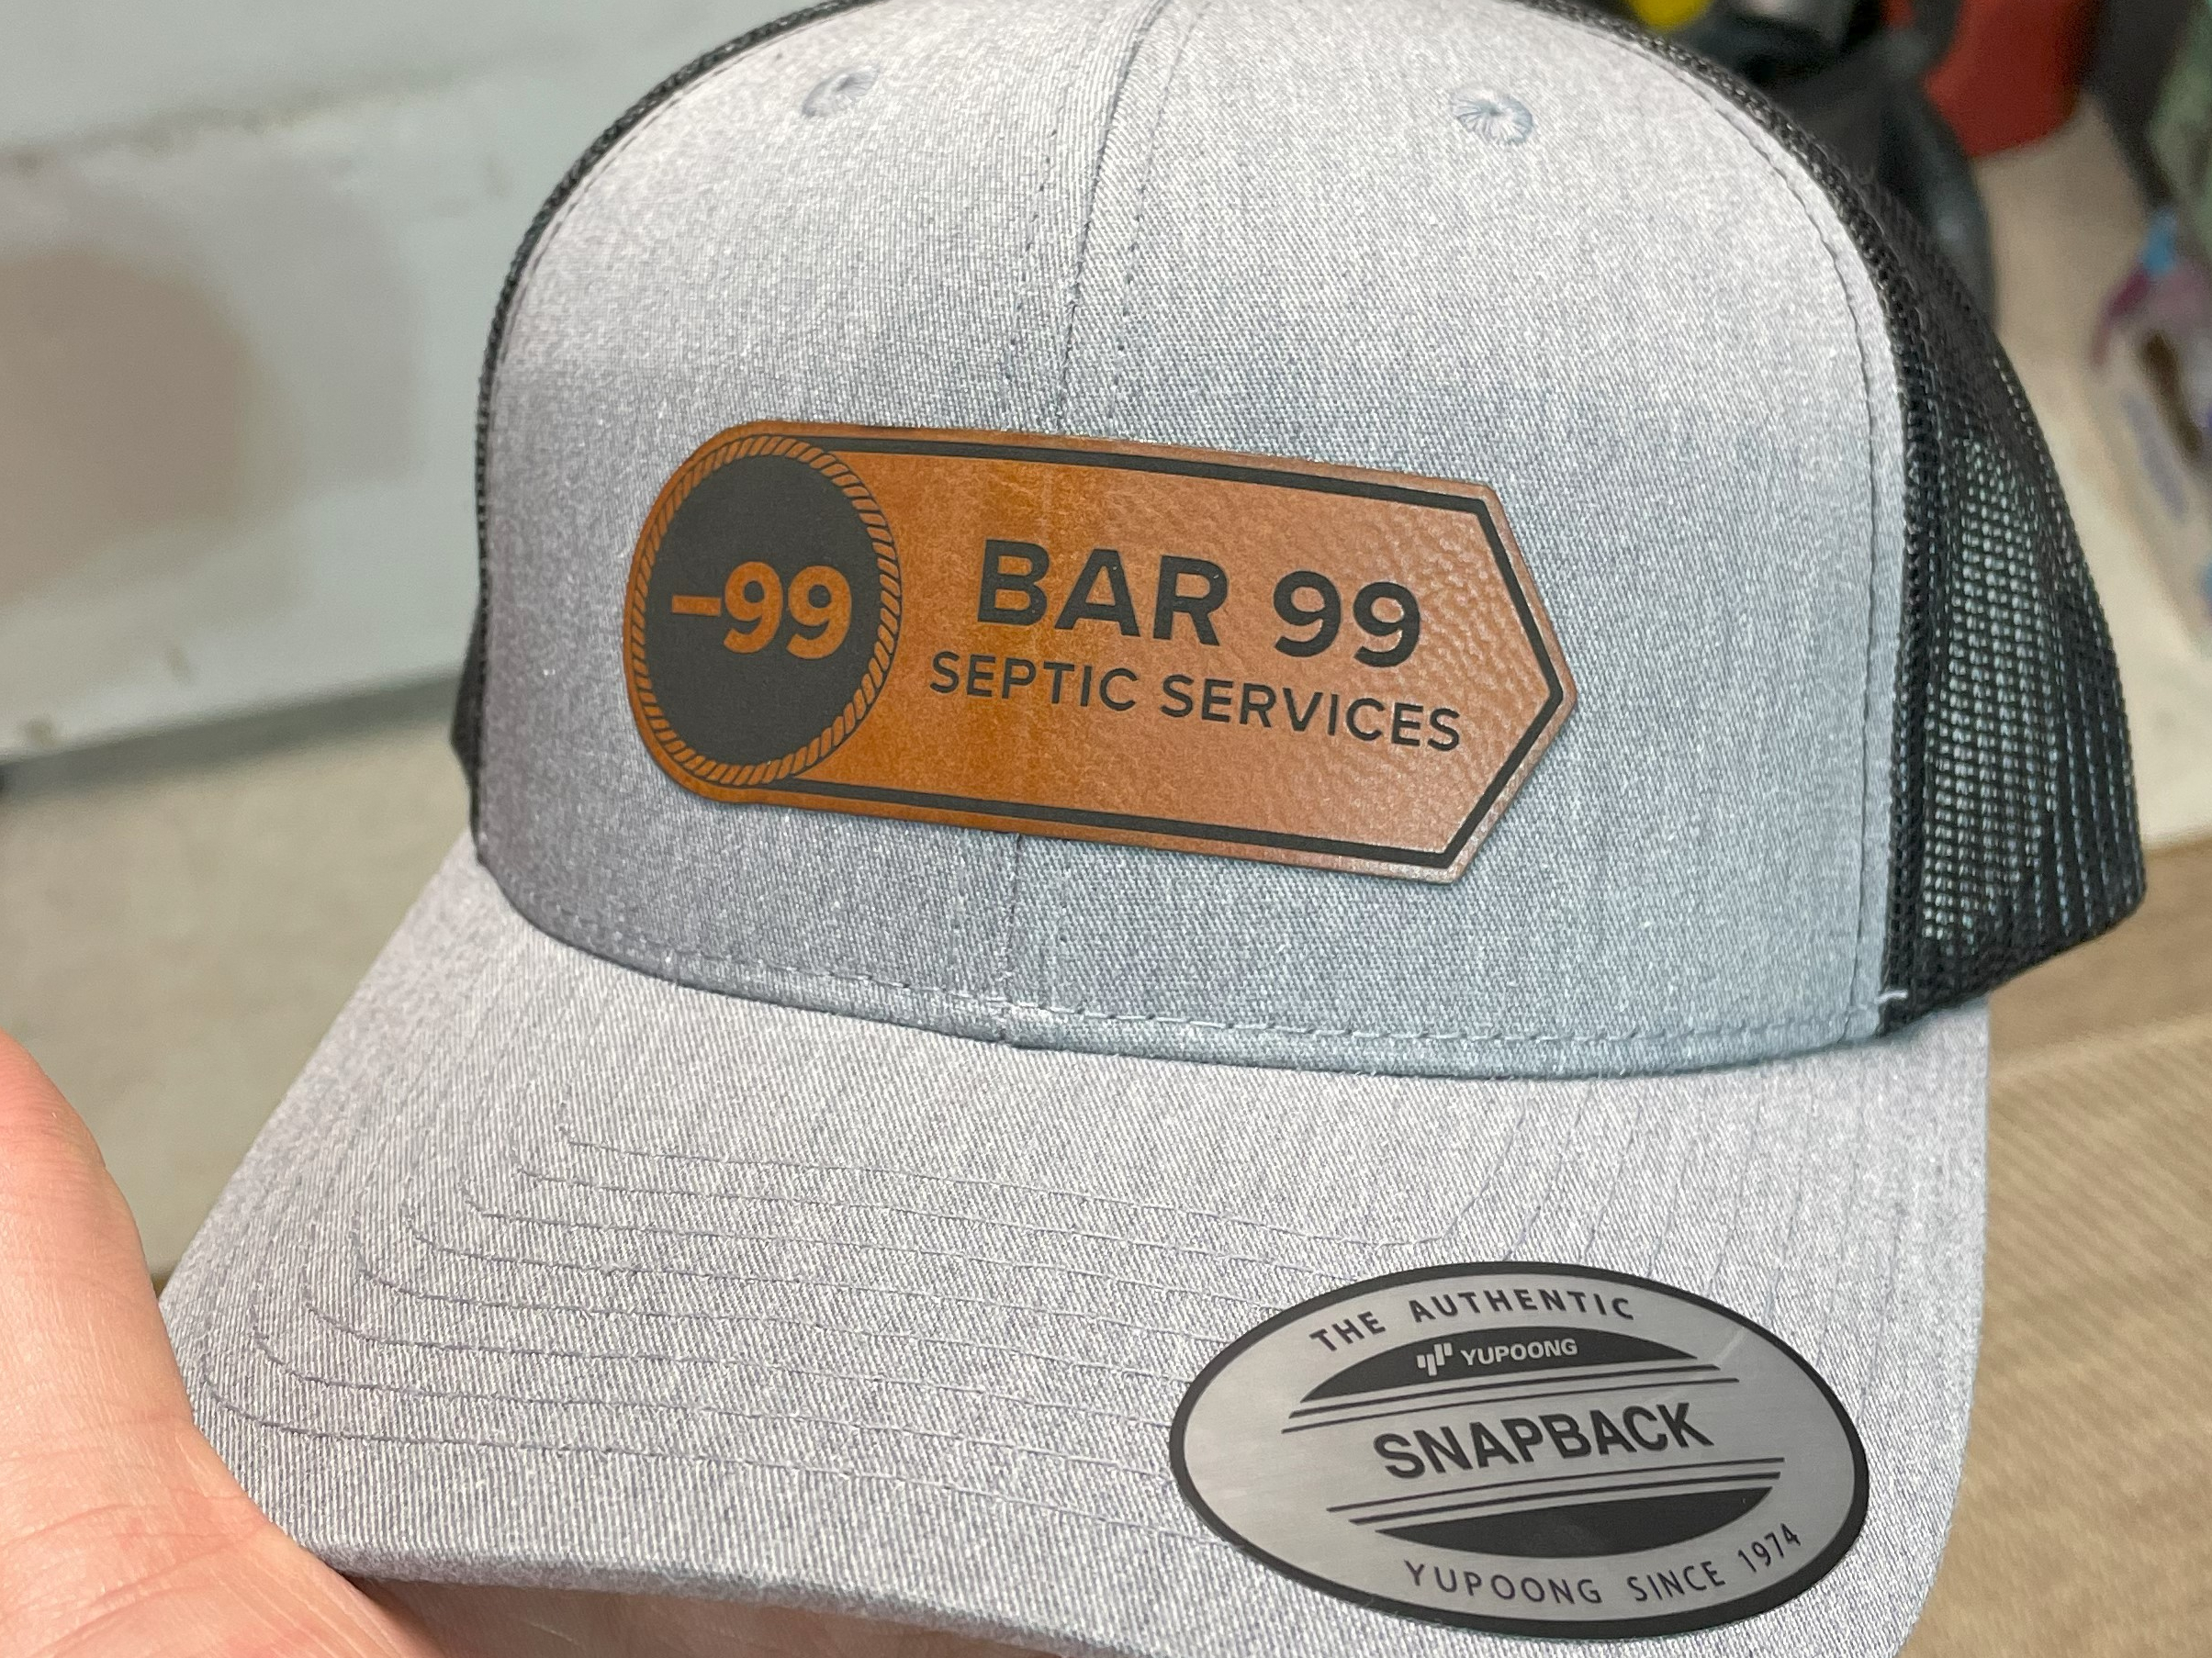 –99
BAR 99
SEPTIC SERVICES
THE AUTHENTIC
YUPOONG
SNAPBACK
YUPOONG SINCE 1974